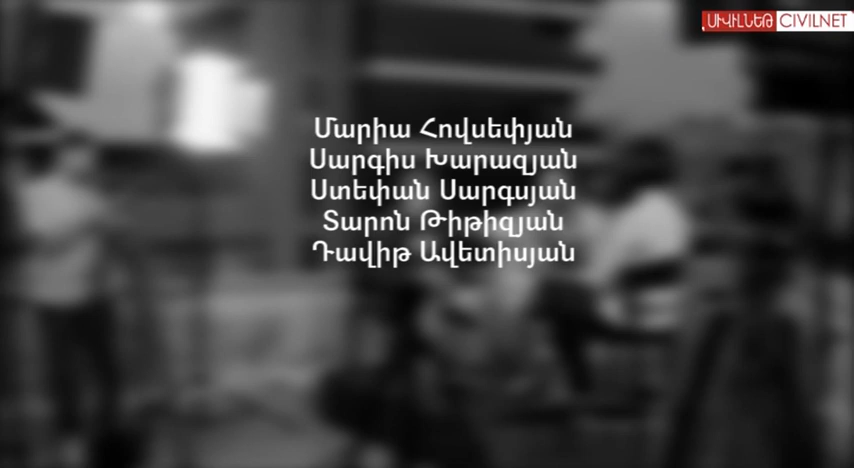 ՍԻՎԻԼՆԵԹ CIVILNET
Մարիա Հովսեփյան
Սարգիս Խարազյան
Ստեփան Սարգսյան
Տարոն Թիթիզյան
Դավիթ Ավետիսյան